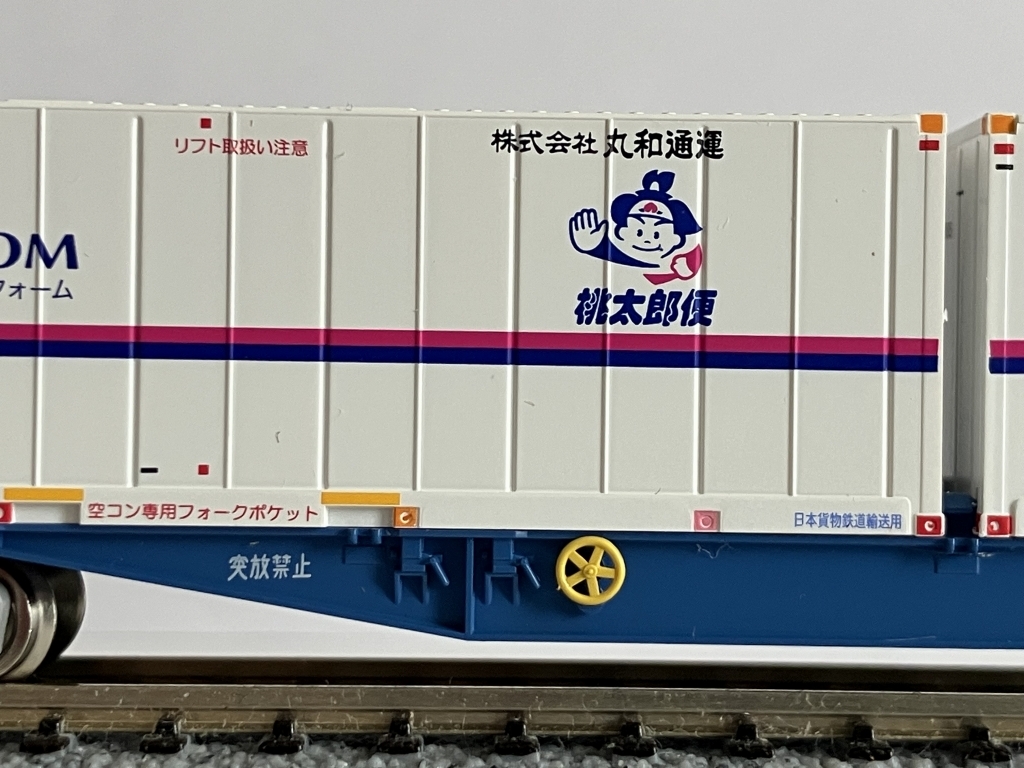 リフト取扱い注意
株式会社 丸和通運
OM
フォーム
桃太郎便
空コン専用フォークポケット
日本貨物鉄道輸送用
突放禁止